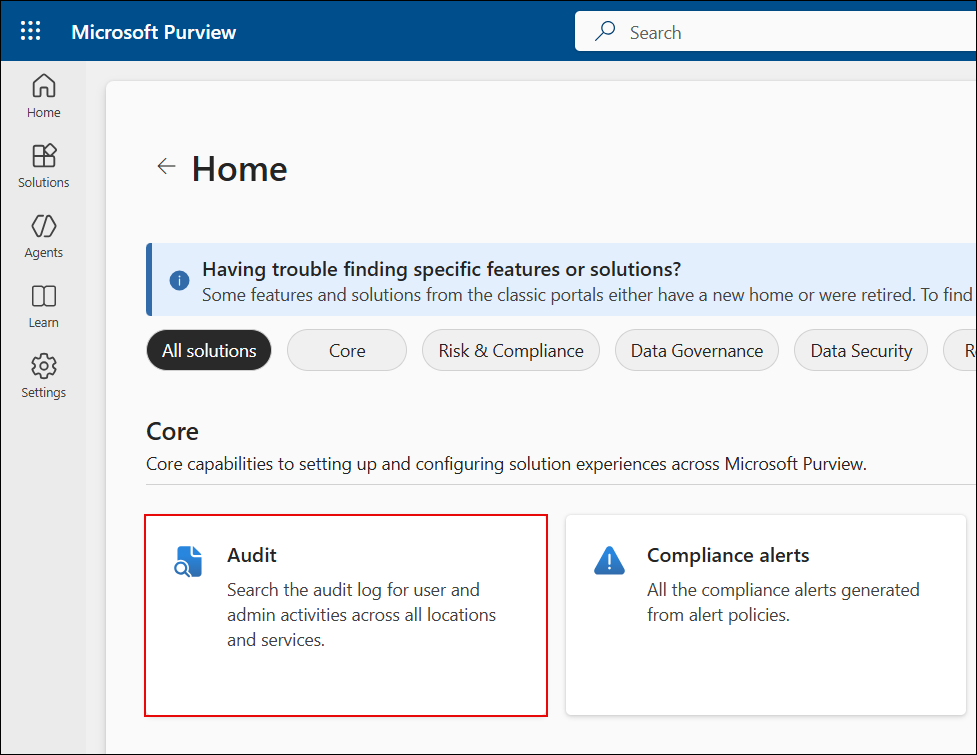 Microsoft Purview
Search
Home
Solutions
Agents
Learn
Settings
Home
Having trouble finding specific features or solutions?
Some features and solutions from the classic portals either have a new home or were retired. To find
All solutions
Core
Risk & Compliance
Data Governance
Data Security
Core
Core capabilities to setting up and configuring solution experiences across Microsoft Purview.
Audit
Search the audit log for user and
admin activities across all locations
and services.
Compliance alerts
All the compliance alerts generated
from alert policies.